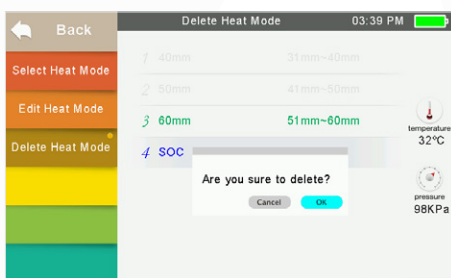 Back
Delete Heat Mode 03:39 PM
Select Heat Mode
Edit Heat Mode
Delete Heat Mode
1 40mm 31mm~40mm
2 50mm 41mm~50mm
3 60mm 51mm~60mm
4 SOC
Are you sure to delete?
Cancel OK
temperature
32°C
pressure
98KPa